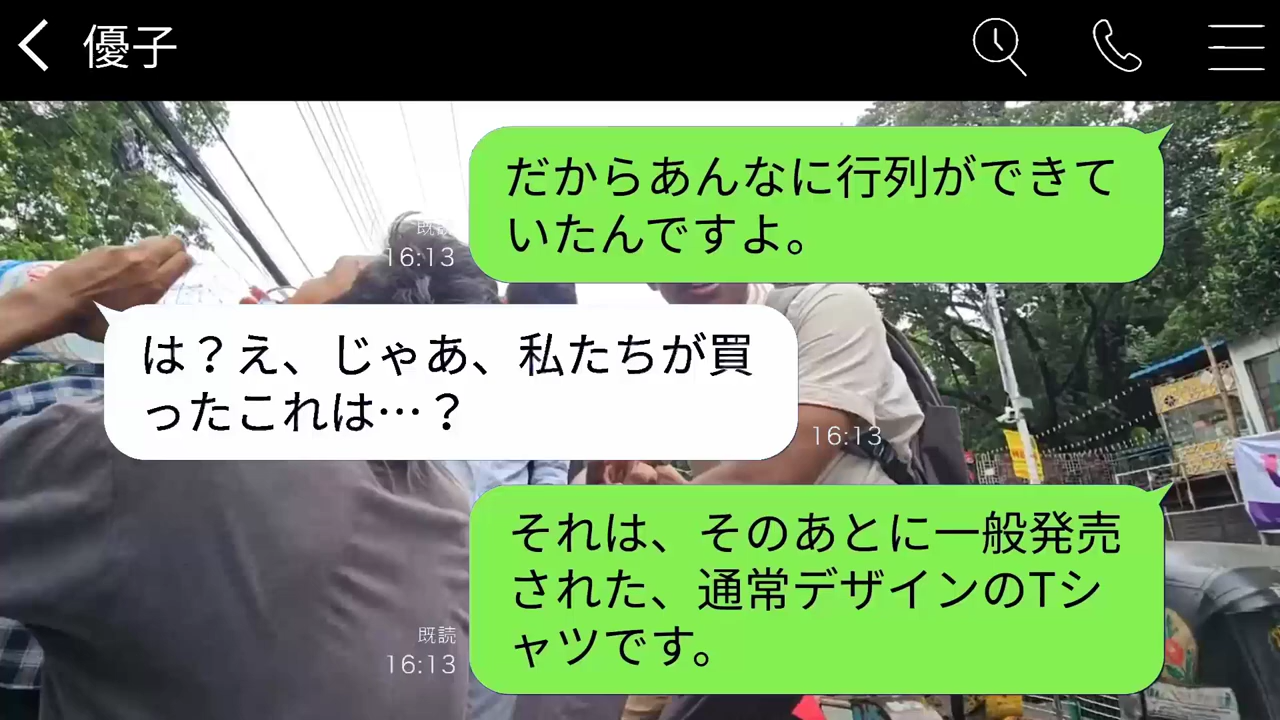 優子
だからあんなに行列ができて
いたんですよ。
既読
16:13
は？え、じゃあ、私たちが買
ったこれは…？
16:13
それは、そのあとに一般発売
された、通常デザインのTシ
ャツです。
既読
16:13